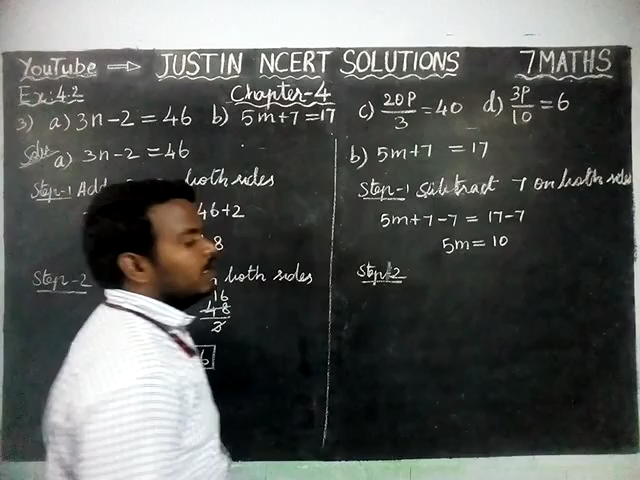 YouTube ⇒ JUSTIN NCERT SOLUTIONS 7MATHS
Ex:4.2 Chapter-4
3) a) 3n-2=46 b) 5m+7=17 c) 20P/3=40 d) 3P/10=6
Soln: a) 3n-2=46
Step-1 Add both sides
46+2
8
Step-2 both sides
16
48
3
b) 5m+7 = 17
Step-1 Subtract 7 on both sides
5m+7-7 = 17-7
5m = 10
Step-2